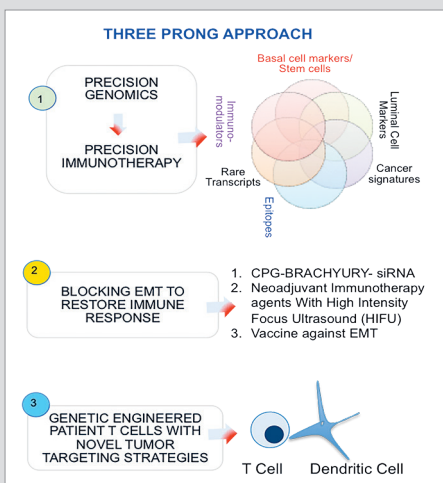 THREE PRONG APPROACH
1
PRECISION
GENOMICS
PRECISION
IMMUNOTHERAPY
Basal cell markers/
Stem cells
Immuno-
modulators
Luminal Cell
Markers
Rare
Transcripts
Cancer
signatures
Epitopes
2
BLOCKING EMT TO
RESTORE IMMUNE
RESPONSE
1. CPG-BRACHYURY- siRNA
2. Neoadjuvant Immunotherapy
agents With High Intensity
Focus Ultrasound (HIFU)
3. Vaccine against EMT
3
GENETIC ENGINEERED
PATIENT T CELLS WITH
NOVEL TUMOR
TARGETING STRATEGIES
T Cell
Dendritic Cell